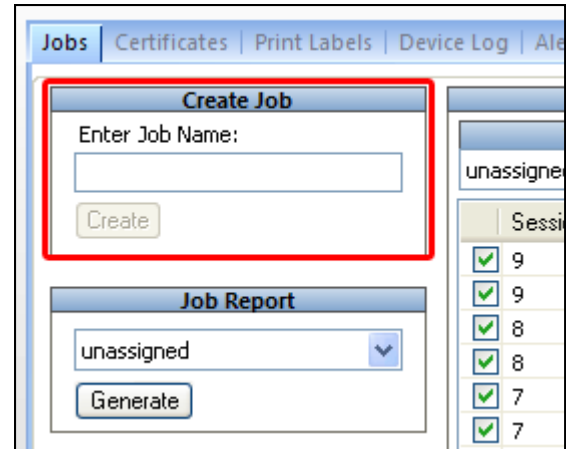 Jobs | Certificates | Print Labels | Device Log | Ale
Create Job
Enter Job Name:
Create
Job Report
unassigned
Generate
unassigne
Sessi
9
9
8
8
7
7